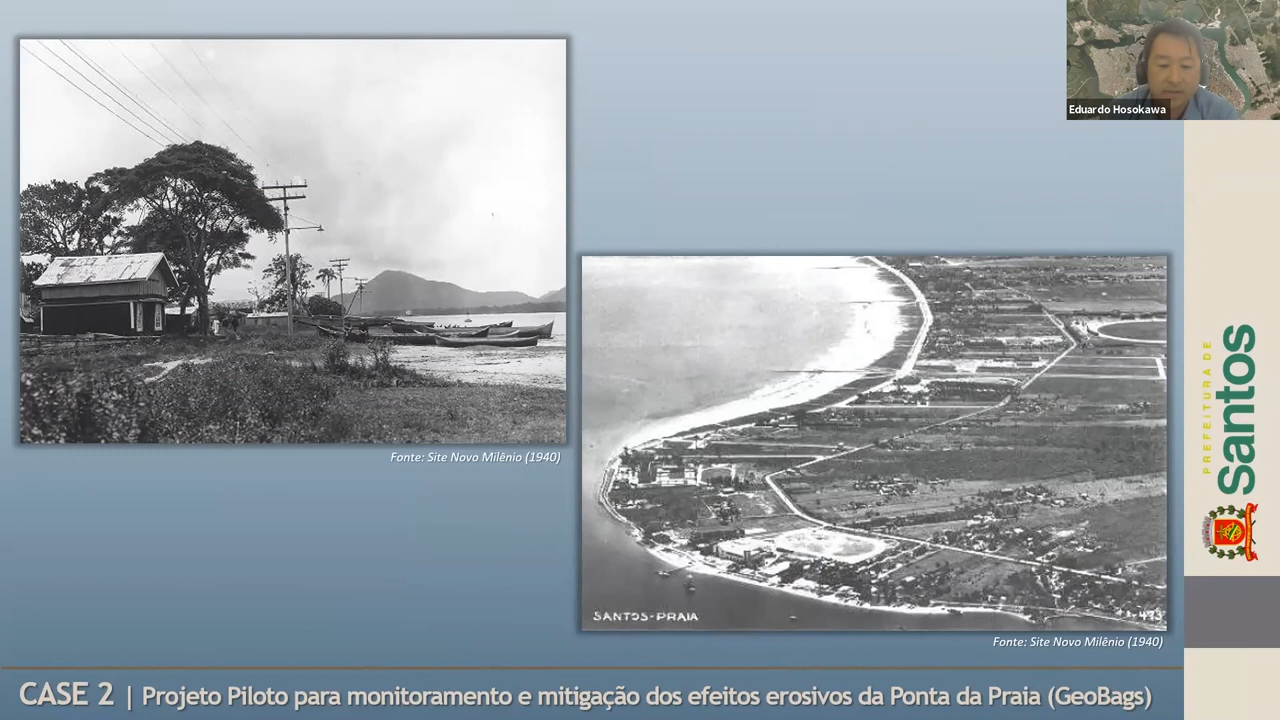 Eduardo Hosokawa
Fonte: Site Novo Milênio (1940)
SANTOS-PRAIA
Fonte: Site Novo Milênio (1940)
PREFEITURA DE
Santos
CASE 2 | Projeto Piloto para monitoramento e mitigação dos efeitos erosivos da Ponta da Praia (GeoBags)